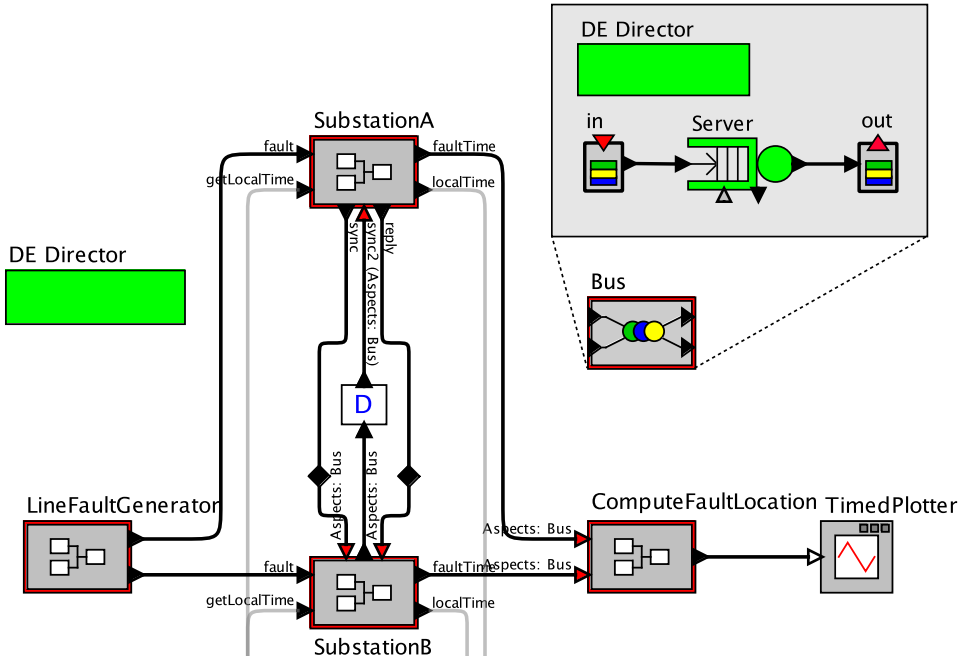 DE Director
in
Server
out
SubstationA
fault
faultTime
getLocalTime
localTime
sync
sync2 (Aspects: Bus)
reply
DE Director
Bus
D
Aspects: Bus
Aspects: Bus
LineFaultGenerator
ComputeFaultLocation
TimedPlotter
Aspects: Bus
Aspects: Bus
fault
faultTime
getLocalTime
localTime
SubstationB